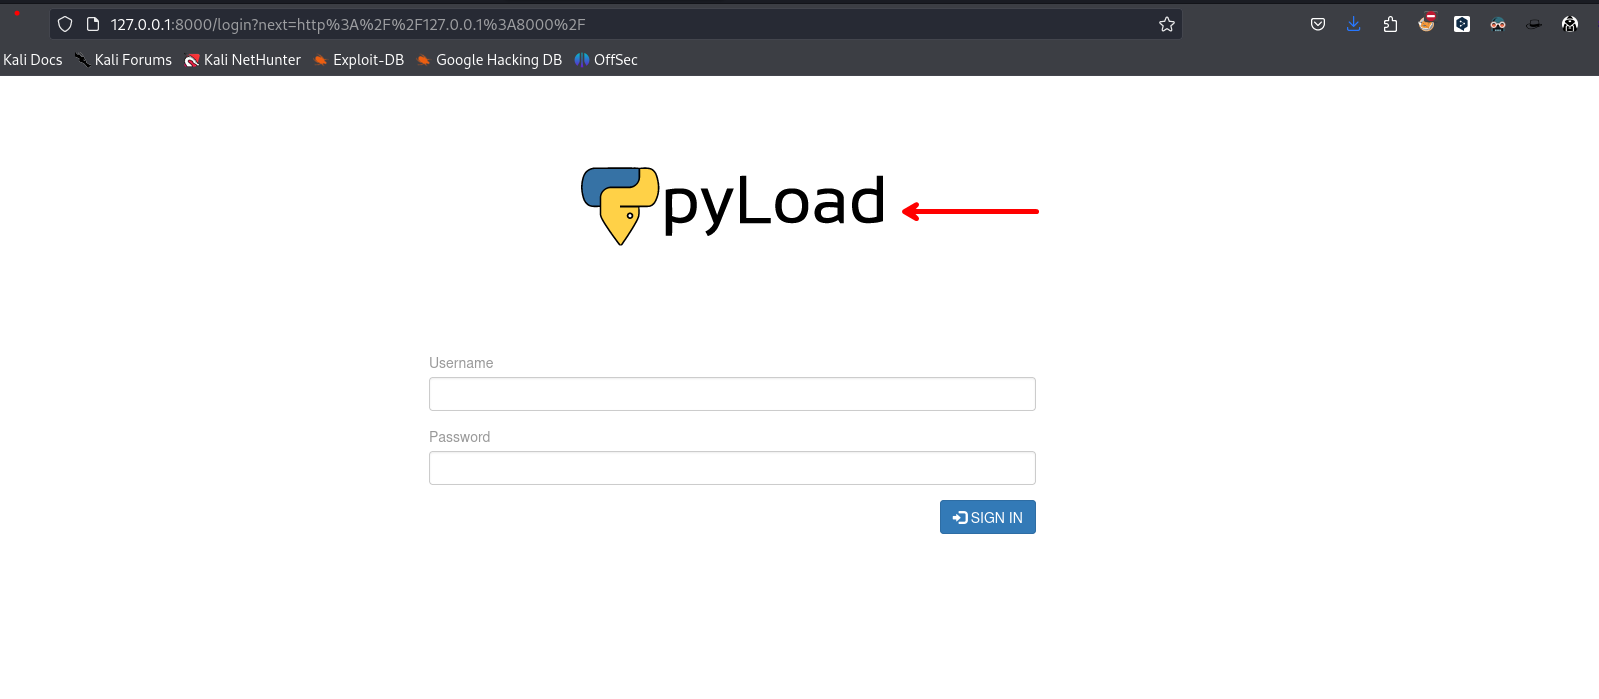 127.0.0.1:8000/login?next=http%3A%2F%2F127.0.0.1%3A8000%2F
Kali Docs Kali Forums Kali NetHunter Exploit-DB Google Hacking DB OffSec
pyLoad
Username
Password
SIGN IN